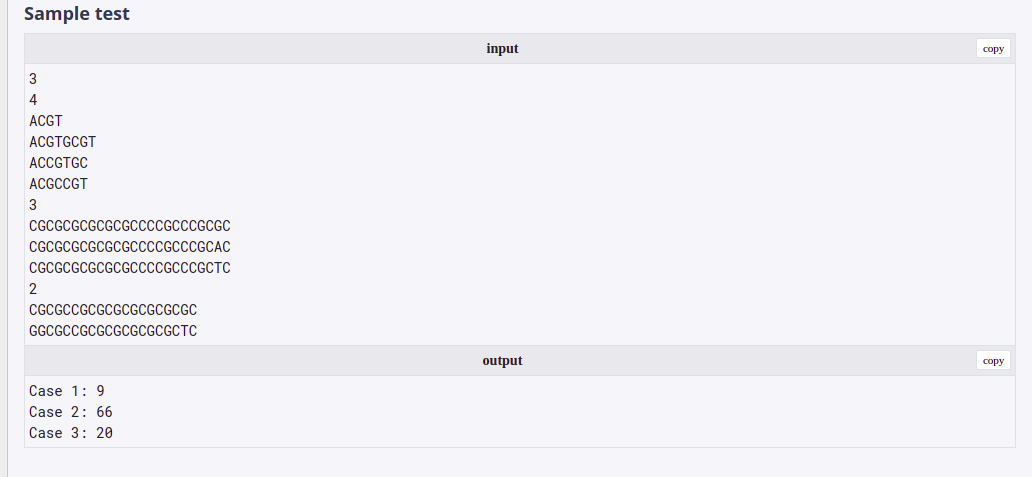 Sample test
input
copy
3
4
ACGT
ACGTGCGT
ACCGTGC
ACGCCGT
3
CGCGCGCGCGCGCCCCGCCCGCGC
CGCGCGCGCGCGCCCCGCCCGCAC
CGCGCGCGCGCGCCCCGCCCGCTC
2
CGCGCCGCGCGCGCGCGCGC
GGCGCCGCGCGCGCGCGCTC
output
copy
Case 1: 9
Case 2: 66
Case 3: 20